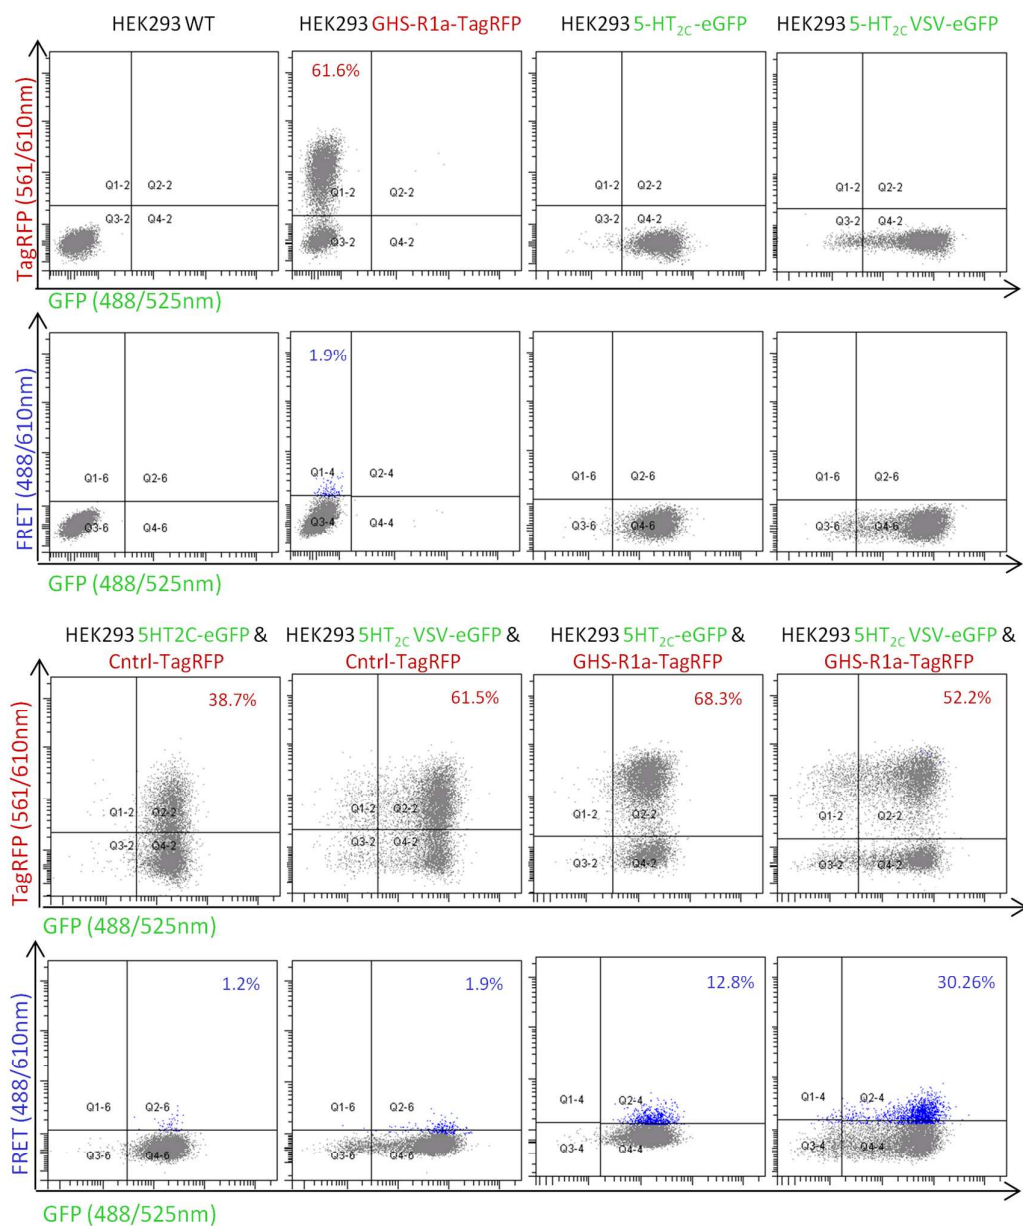 HEK293 WT
HEK293 GHS-R1a-TagRFP
HEK293 5-HT2C-eGFP
HEK293 5-HT2C VSV-eGFP
TagRFP (561/610nm)
61.6%
Q1-2 Q2-2
Q3-2 Q4-2
Q1-2 Q2-2
Q3-2 Q4-2
Q1-2 Q2-2
Q3-2 Q4-2
Q1-2 Q2-2
Q3-2 Q4-2
GFP (488/525nm)
FRET (488/610nm)
1.9%
Q1-6 Q2-6
Q3-6 Q4-6
Q1-4 Q2-4
Q3-4 Q4-4
Q1-6 Q2-6
Q3-6 Q4-6
Q1-6 Q2-6
Q3-6 Q4-6
GFP (488/525nm)
HEK293 5HT2C-eGFP &
Cntrl-TagRFP
HEK293 5HT2C VSV-eGFP &
Cntrl-TagRFP
HEK293 5HT2C-eGFP &
GHS-R1a-TagRFP
HEK293 5HT2C VSV-eGFP &
GHS-R1a-TagRFP
TagRFP (561/610nm)
38.7%
Q1-2 Q2-2
Q3-2 Q4-2
61.5%
Q1-2 Q2-2
Q3-2 Q4-2
68.3%
Q1-2 Q2-2
Q3-2 Q4-2
52.2%
Q1-2 Q2-2
Q3-2 Q4-2
GFP (488/525nm)
FRET (488/610nm)
1.2%
Q1-6 Q2-6
Q3-6 Q4-6
1.9%
Q1-6 Q2-6
Q3-6 Q4-6
12.8%
Q1-4 Q2-4
Q3-4 Q4-4
30.26%
Q1-4 Q2-4
Q3-4 Q4-4
GFP (488/525nm)